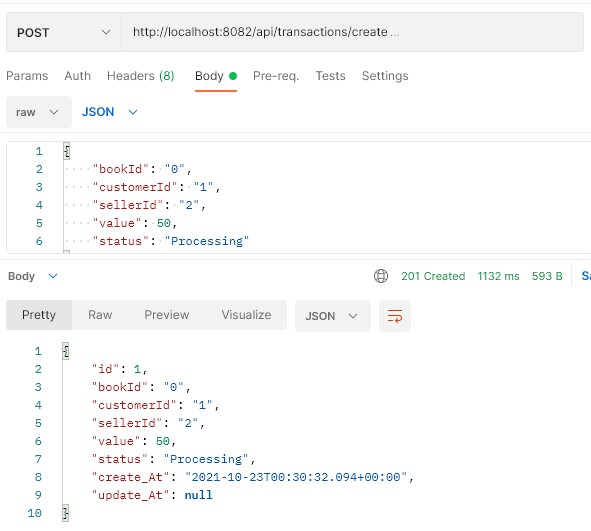 POST
http://localhost:8082/api/transactions/create ...
Params Auth Headers (8) Body Pre-req. Tests Settings
raw JSON
1 {
2 "bookId": "0",
3 "customerId": "1",
4 "sellerId": "2",
5 "value": 50,
6 "status": "Processing"
Body 201 Created 1132 ms 593 B
Pretty Raw Preview Visualize JSON
1 {
2 "id": 1,
3 "bookId": "0",
4 "customerId": "1",
5 "sellerId": "2",
6 "value": 50,
7 "status": "Processing",
8 "create_At": "2021-10-23T00:30:32.094+00:00",
9 "update_At": null
10 }